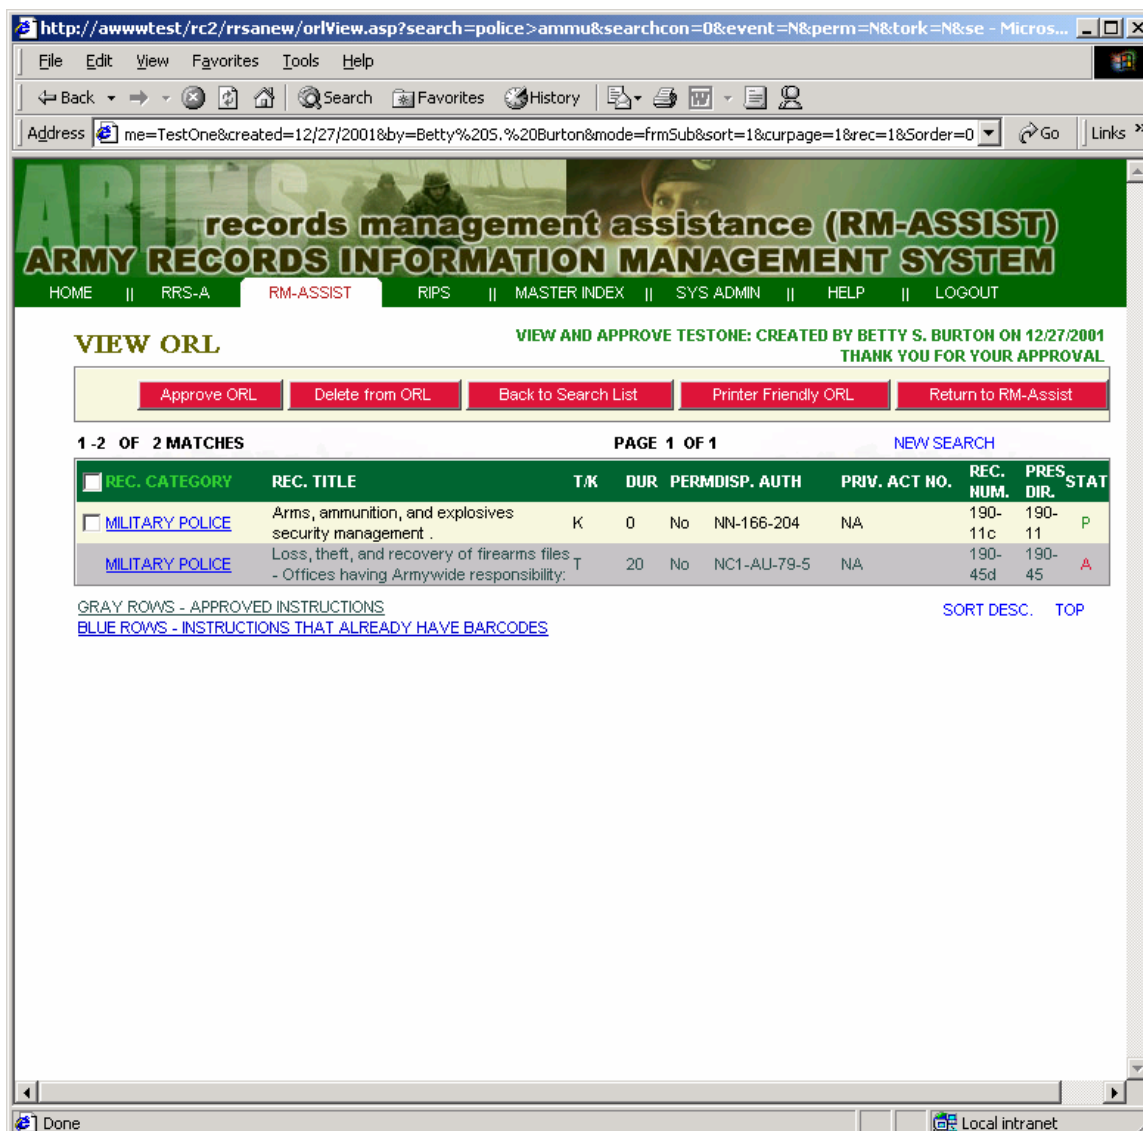 http://awwwtest/rc2/rrsanew/orlView.asp?search=police>ammu&searchcon=0&event=N&perm=N&tork=N&se - Micros...
File Edit View Favorites Tools Help
Back Search Favorites History
Address me=TestOne&created=12/27/2001&by=Betty%20S.%20Burton&mode=frmSub&sort=1&curpage=1&rec=1&Sorder=0 Go Links »
ARIMS
records management assistance (RM-ASSIST)
ARMY RECORDS INFORMATION MANAGEMENT SYSTEM
HOME || RRS-A RM-ASSIST RIPS || MASTER INDEX || SYS ADMIN || HELP || LOGOUT
VIEW ORL
VIEW AND APPROVE TESTONE: CREATED BY BETTY S. BURTON ON 12/27/2001
THANK YOU FOR YOUR APPROVAL
Approve ORL Delete from ORL Back to Search List Printer Friendly ORL Return to RM-Assist
1 -2 OF 2 MATCHES PAGE 1 OF 1 NEW SEARCH
REC. CATEGORY REC. TITLE T/K DUR PERM DISP. AUTH PRIV. ACT NO. REC. NUM. PRES. DIR. STAT
MILITARY POLICE Arms, ammunition, and explosives security management . K 0 No NN-166-204 NA 190-11c 190-11 P
MILITARY POLICE Loss, theft, and recovery of firearms files - Offices having Armywide responsibility: T 20 No NC1-AU-79-5 NA 190-45d 190-45 A
GRAY ROWS - APPROVED INSTRUCTIONS SORT DESC. TOP
BLUE ROWS - INSTRUCTIONS THAT ALREADY HAVE BARCODES
Done Local intranet